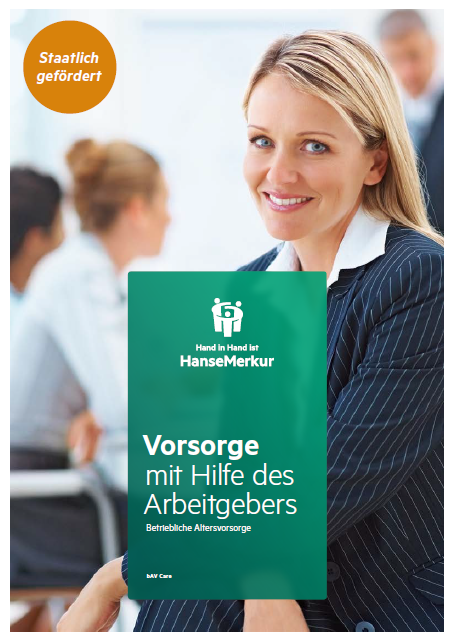 Staatlich
gefördert
Hand in Hand ist
HanseMerkur
Vorsorge
mit Hilfe des
Arbeitgebers
Betriebliche Altersvorsorge
bAV Care